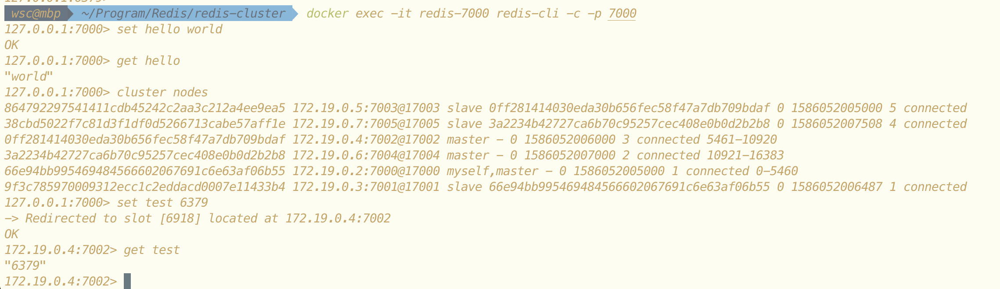 127.0.0.1:6379>
wsc@mbp ~/Program/Redis/redis-cluster docker exec -it redis-7000 redis-cli -c -p 7000
127.0.0.1:7000> set hello world
OK
127.0.0.1:7000> get hello
"world"
127.0.0.1:7000> cluster nodes
864792297541411cdb45242c2aa3c212a4ee9ea5 172.19.0.5:7003@17003 slave 0ff281414030eda30b656fec58f47a7db709bdaf 0 1586052005000 5 connected
38cbd5022f7c81d3f1df0d5266713cabe57aff1e 172.19.0.7:7005@17005 slave 3a2234b42727ca6b70c95257cec408e0b0d2b2b8 0 1586052007508 4 connected
0ff281414030eda30b656fec58f47a7db709bdaf 172.19.0.4:7002@17002 master - 0 1586052006000 3 connected 5461-10920
3a2234b42727ca6b70c95257cec408e0b0d2b2b8 172.19.0.6:7004@17004 master - 0 1586052007000 2 connected 10921-16383
66e94bb995469484566602067691c6e63af06b55 172.19.0.2:7000@17000 myself,master - 0 1586052005000 1 connected 0-5460
9f3c785970009312ecc1c2eddacd0007e11433b4 172.19.0.3:7001@17001 slave 66e94bb995469484566602067691c6e63af06b55 0 1586052006487 1 connected
127.0.0.1:7000> set test 6379
-> Redirected to slot [6918] located at 172.19.0.4:7002
OK
172.19.0.4:7002> get test
"6379"
172.19.0.4:7002>